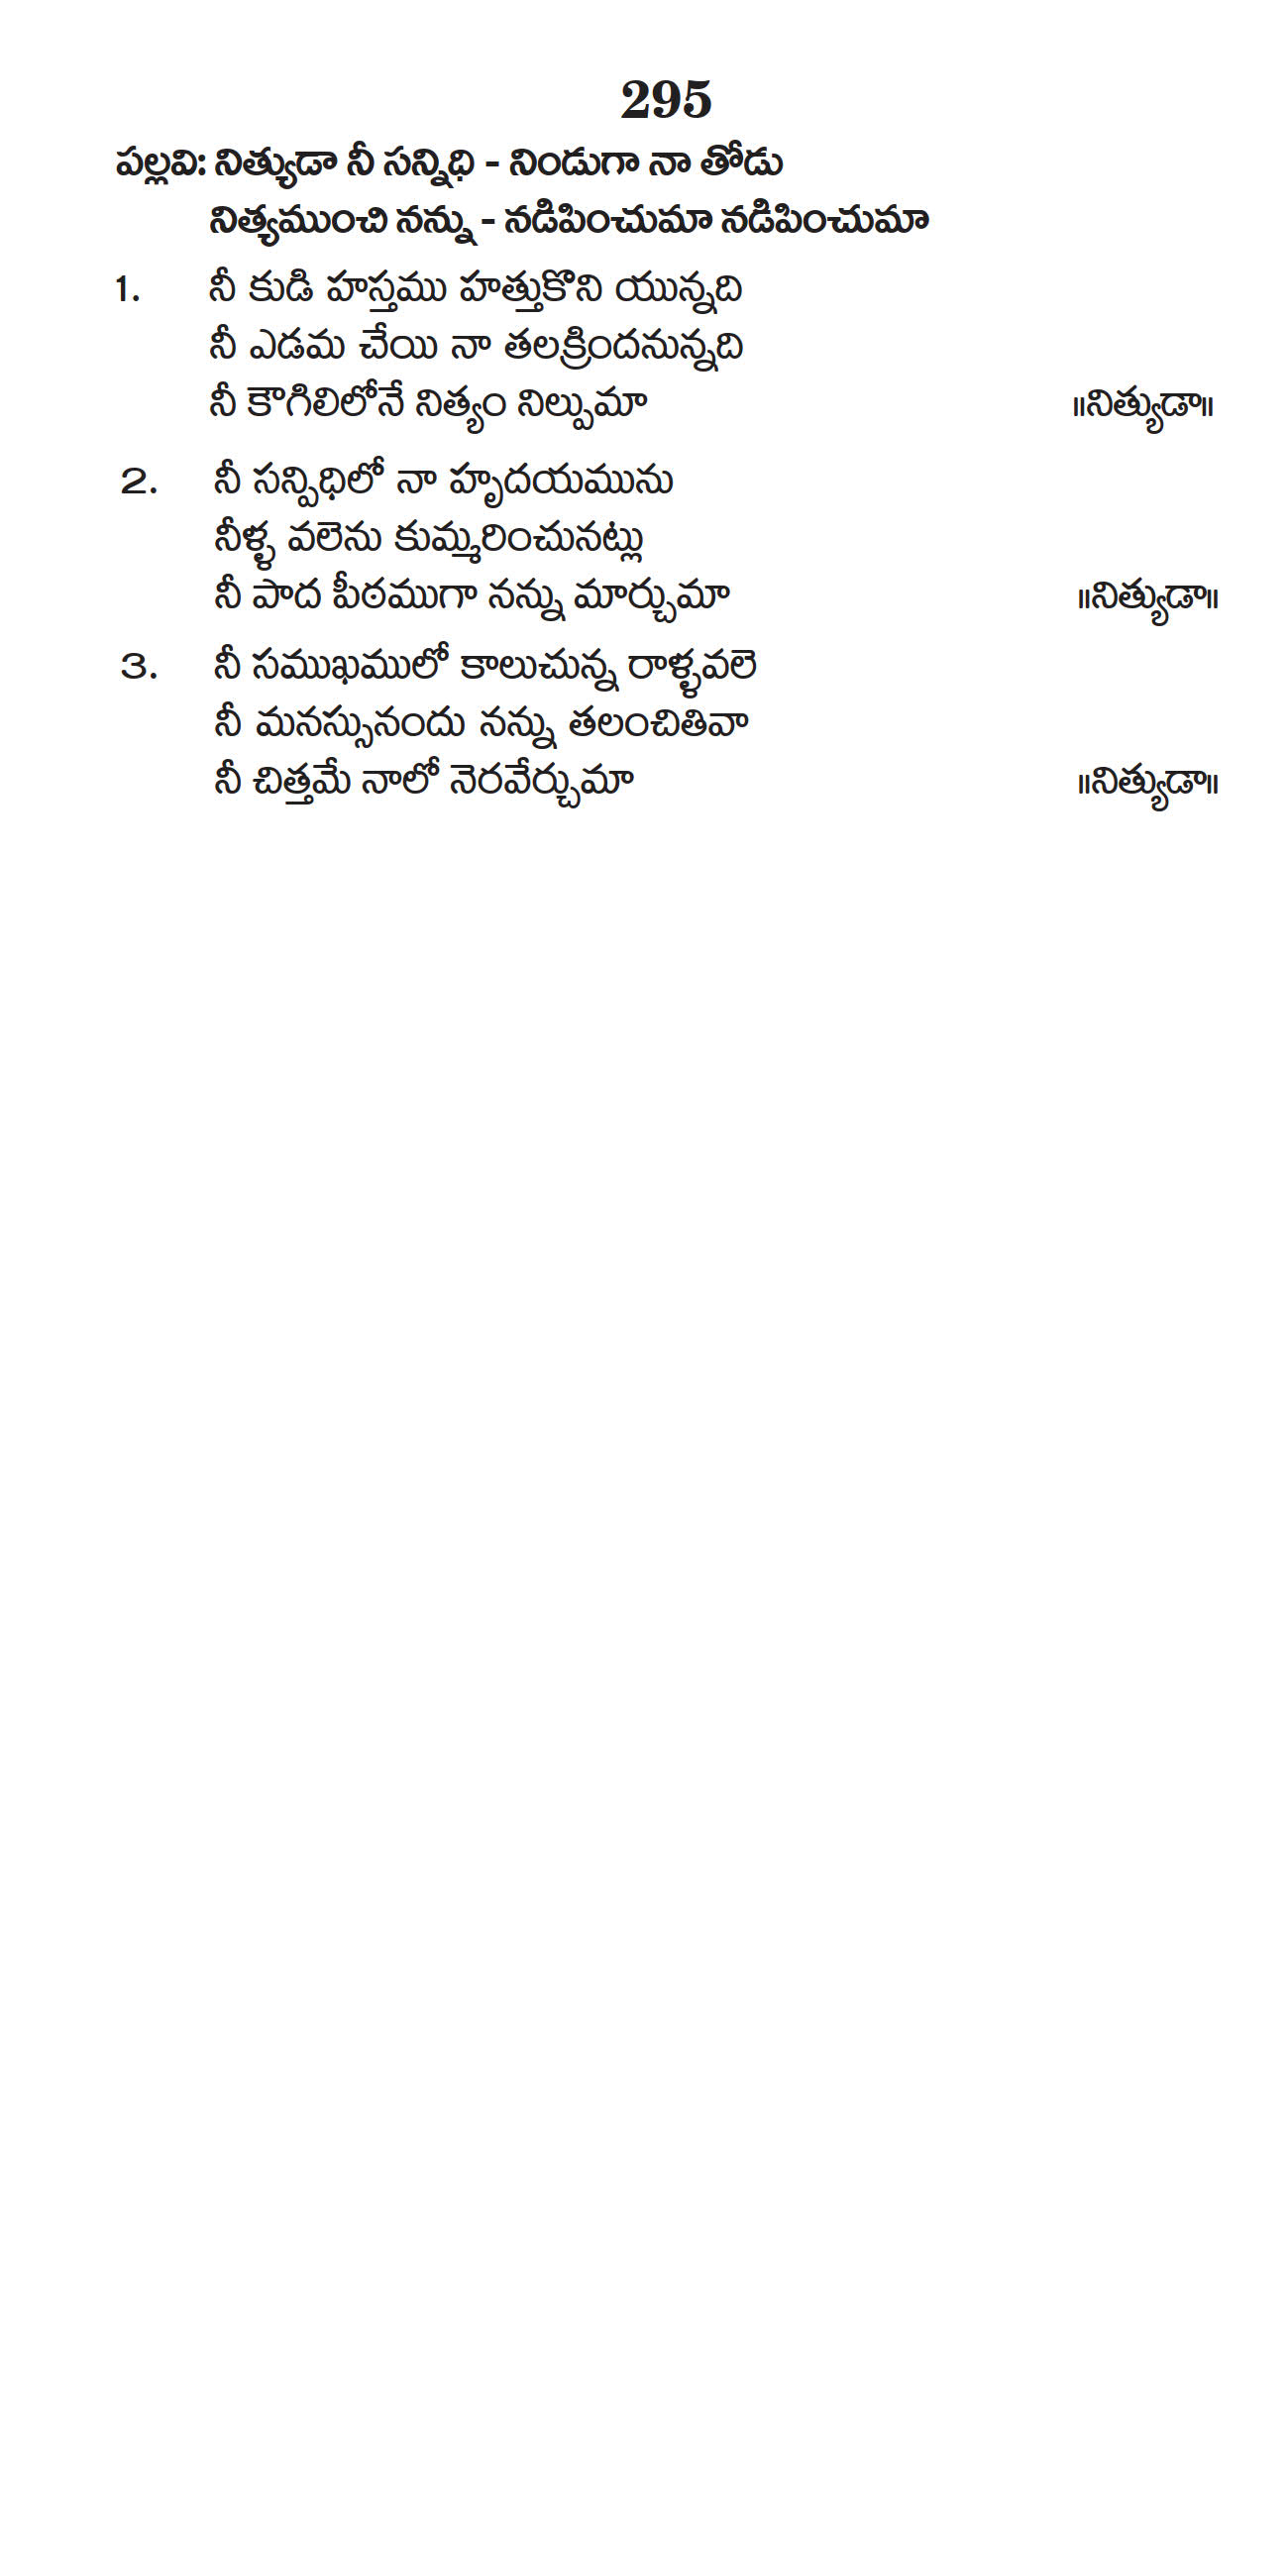 295
పల్లవి: నిత్యుడా నీ సన్నిధి - నిండుగా నా తోడు
నిత్యముంచి నన్ను - నడిపించుమా నడిపించుమా
1. నీ కుడి హస్తము హత్తుకొని యున్నది
నీ ఎడమ చేయి నా తలక్రిందనున్నది
నీ కౌగిలిలోనే నిత్యం నిల్పుమా ॥నిత్యుడా॥
2. నీ సన్పిధిలో నా హృదయమును
నీళ్ళ వలెను కుమ్మరించునట్లు
నీ పాద పీఠముగా నన్ను మార్చుమా ॥నిత్యుడా॥
3. నీ సముఖములో కాలుచున్న రాళ్ళవలె
నీ మనస్సునందు నన్ను తలంచితివా
నీ చిత్తమే నాలో నెరవేర్చుమా ॥నిత్యుడా॥